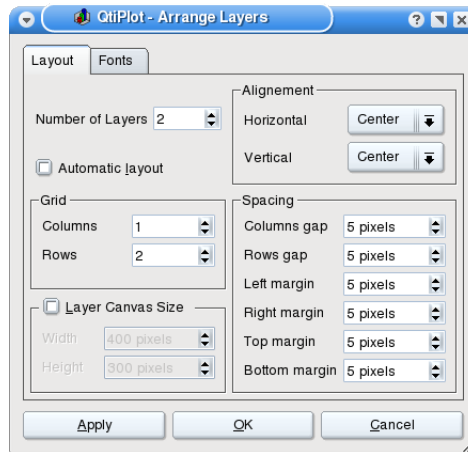 QtiPlot - Arrange Layers
Layout
Fonts
Number of Layers 2
Automatic layout
Alignement
Horizontal Center
Vertical Center
Grid
Columns 1
Rows 2
Layer Canvas Size
Width 400 pixels
Height 300 pixels
Spacing
Columns gap 5 pixels
Rows gap 5 pixels
Left margin 5 pixels
Right margin 5 pixels
Top margin 5 pixels
Bottom margin 5 pixels
Apply
OK
Cancel